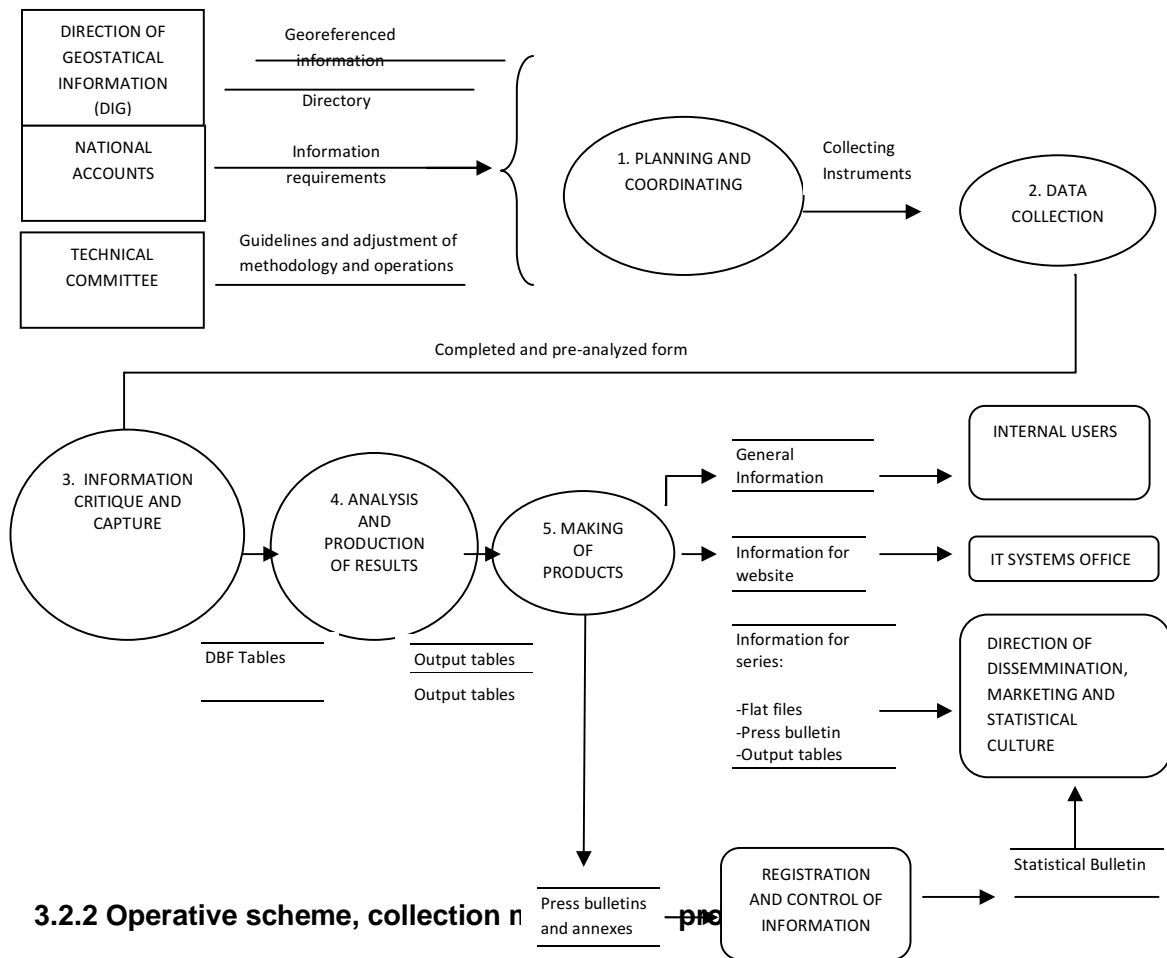 DIRECTION OF
GEOSTATICAL
INFORMATION
(DIG)
Georeferenced
information
Directory
NATIONAL
ACCOUNTS
Information
requirements
TECHNICAL
COMMITTEE
Guidelines and adjustment of
methodology and operations
1. PLANNING AND
COORDINATING
Collecting
Instruments
2. DATA
COLLECTION
Completed and pre-analyzed form
3. INFORMATION
CRITIQUE AND
CAPTURE
DBF Tables
4. ANALYSIS
AND
PRODUCTION
OF RESULTS
Output tables
Output tables
5. MAKING
OF
PRODUCTS
General
Information
INTERNAL USERS
Information for
website
IT SYSTEMS OFFICE
Information for
series:
-Flat files
-Press bulletin
-Output tables
DIRECTION OF
DISSEMMINATION,
MARKETING AND
STATISTICAL
CULTURE
Press bulletins
and annexes
REGISTRATION
AND CONTROL OF
INFORMATION
Statistical Bulletin
3.2.2 Operative scheme, collection